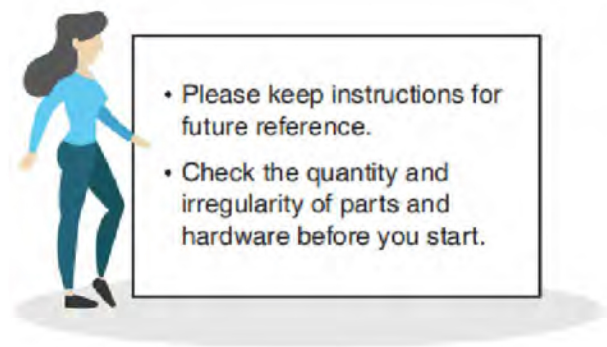 • Please keep instructions for
future reference.
• Check the quantity and
irregularity of parts and
hardware before you start.